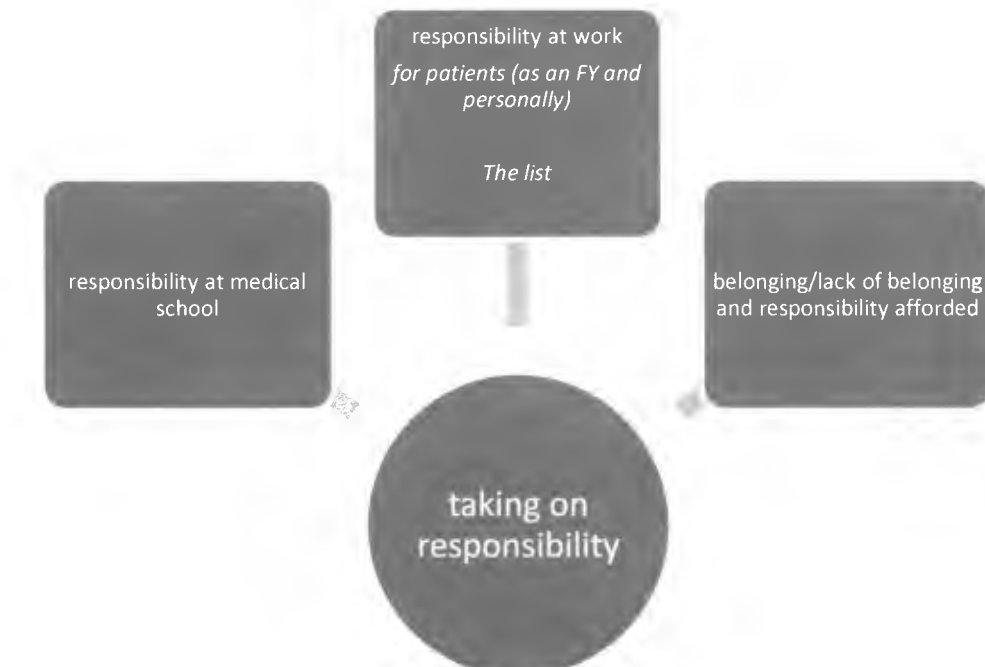 responsibility at work
for patients (as an FY and
personally)
The list
responsibility at medical
school
belonging/lack of belonging
and responsibility afforded
taking on
responsibility